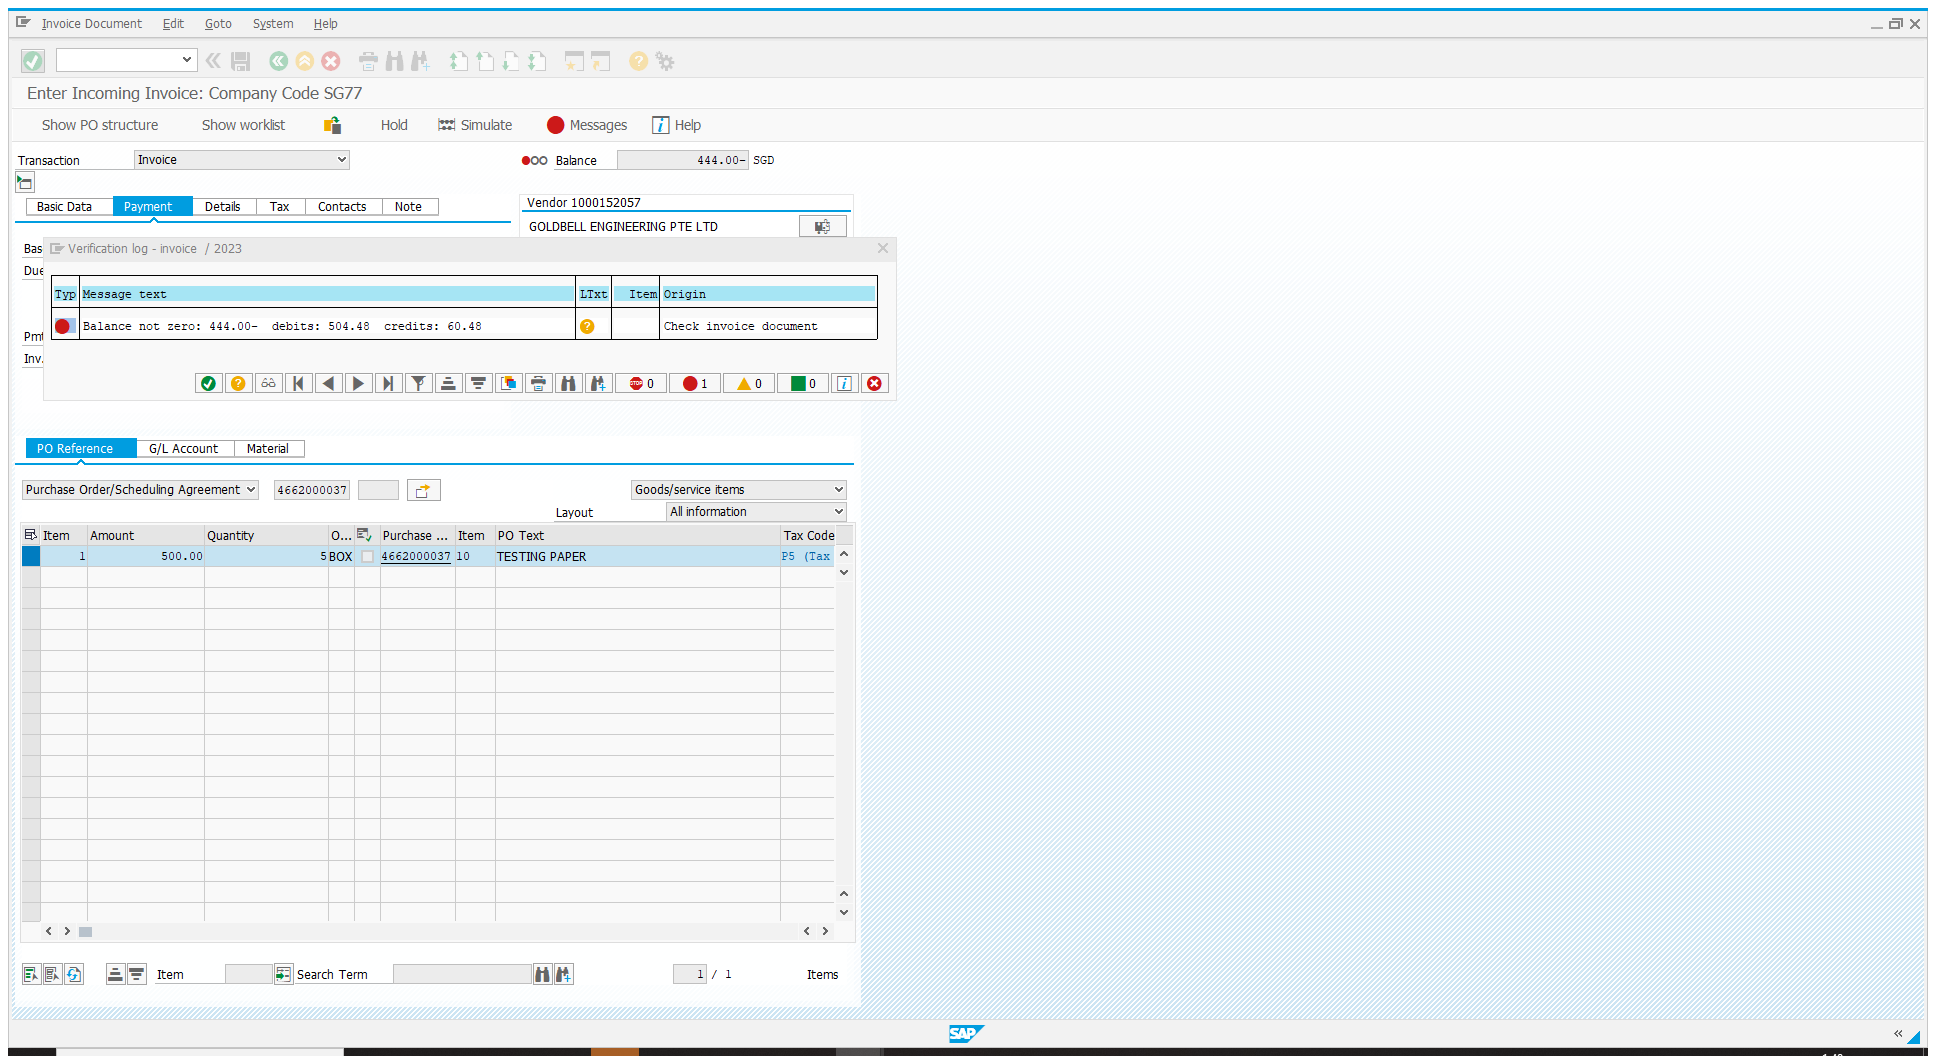 Invoice Document Edit Goto System Help
Enter Incoming Invoice: Company Code SG77
Show PO structure Show worklist Hold Simulate Messages Help
Transaction Invoice Balance 444.00- SGD
Basic Data Payment Details Tax Contacts Note
Vendor 1000152057
GOLDBELL ENGINEERING PTE LTD
Bas
Verification log - invoice / 2023
Due
Typ Message text LTxt Item Origin
Balance not zero: 444.00- debits: 504.48 credits: 60.48 Check invoice document
Pmt
Inv.
STOP 0 1 0 0
PO Reference G/L Account Material
Purchase Order/Scheduling Agreement 4662000037 Goods/service items
Layout All information
Item Amount Quantity O... Purchase ... Item PO Text Tax Code
1 500.00 5 BOX 4662000037 10 TESTING PAPER P5 (Tax
Item Search Term 1 / 1 Items
SAP